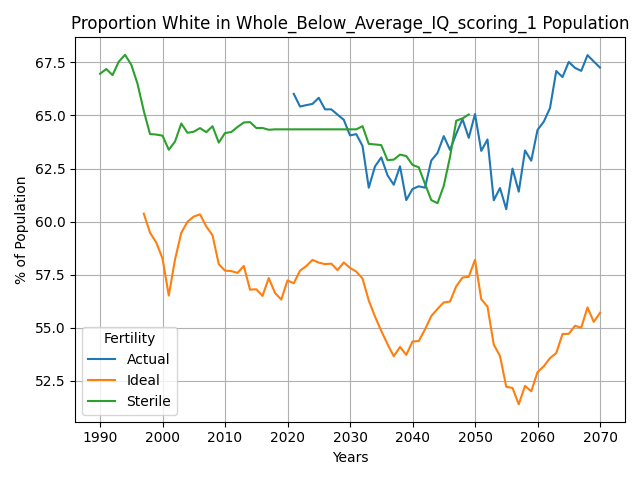 Proportion White in Whole_Below_Average_IQ_scoring_1 Population
% of Population
67.5
65.0
62.5
60.0
57.5
55.0
52.5
Fertility
Actual
Ideal
Sterile
1990 2000 2010 2020 2030 2040 2050 2060 2070
Years